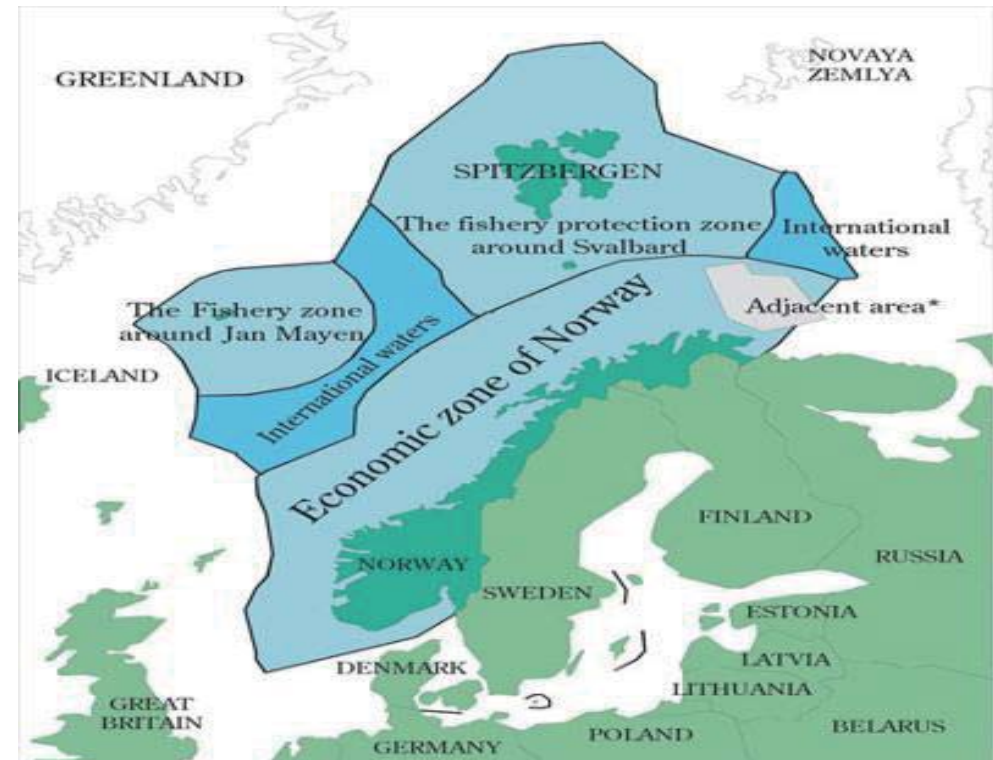 GREENLAND
NOVAYA
ZEMLYA
SPITZBERGEN
The fishery protection zone
around Svalbard
International
waters
The Fishery zone
around Jan Mayen
International waters
Adjacent area*
Economic zone of Norway
ICELAND
FINLAND
RUSSIA
NORWAY
SWEDEN
ESTONIA
LATVIA
LITHUANIA
DENMARK
GREAT
BRITAIN
GERMANY
POLAND
BELARUS